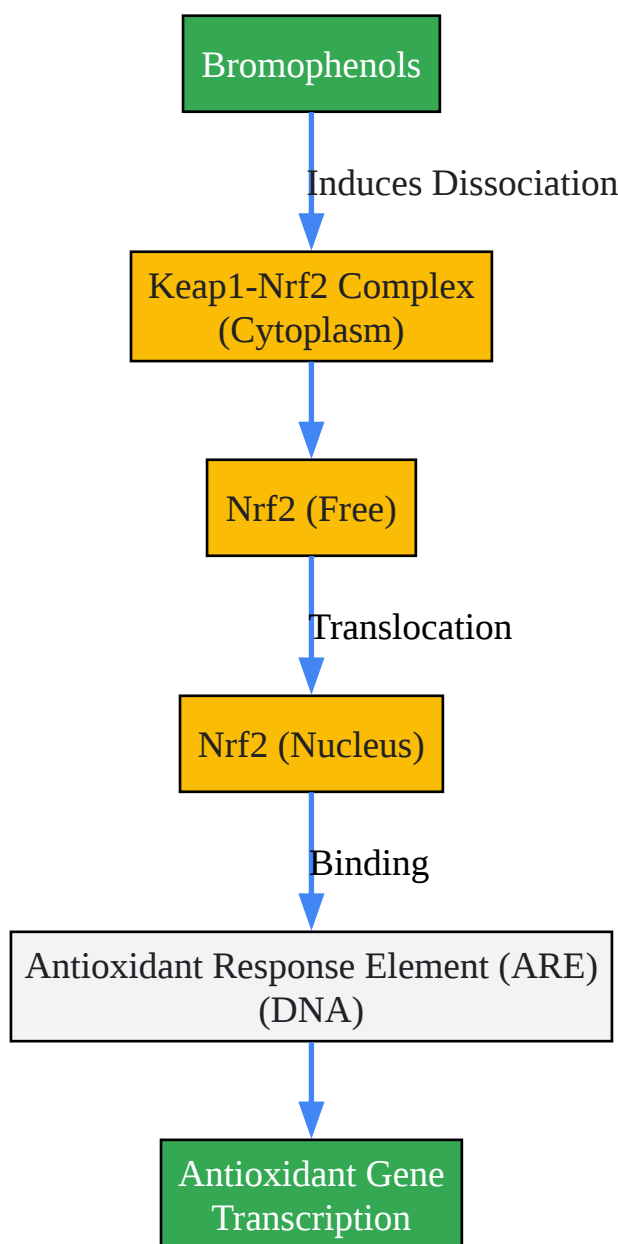 Bromophenols
Induces Dissociation
Keap1-Nrf2 Complex
(Cytoplasm)
Nrf2 (Free)
Translocation
Nrf2 (Nucleus)
Binding
Antioxidant Response Element (ARE)
(DNA)
Antioxidant Gene
Transcription